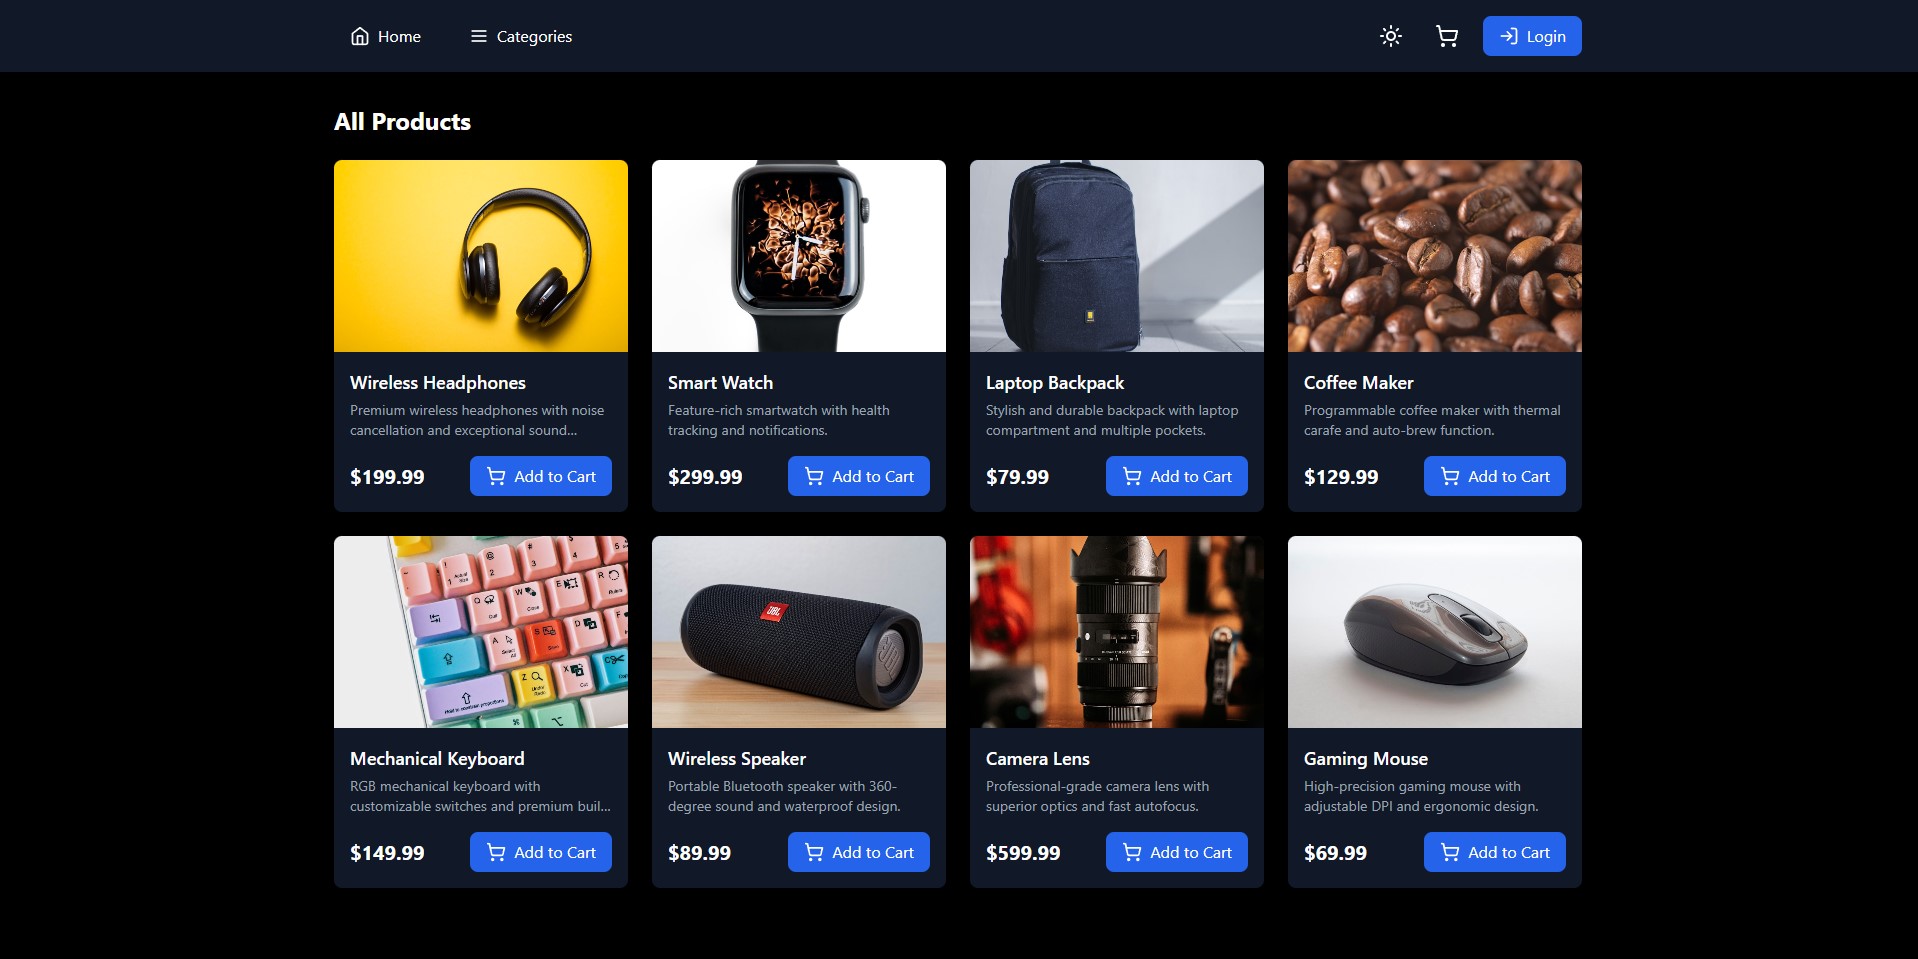 Home
Categories
Login
All Products
Wireless Headphones
Premium wireless headphones with noise
cancellation and exceptional sound...
$199.99
Add to Cart
Smart Watch
Feature-rich smartwatch with health
tracking and notifications.
$299.99
Add to Cart
Laptop Backpack
Stylish and durable backpack with laptop
compartment and multiple pockets.
$79.99
Add to Cart
Coffee Maker
Programmable coffee maker with thermal
carafe and auto-brew function.
$129.99
Add to Cart
Mechanical Keyboard
RGB mechanical keyboard with
customizable switches and premium buil...
$149.99
Add to Cart
JBL
Wireless Speaker
Portable Bluetooth speaker with 360-
degree sound and waterproof design.
$89.99
Add to Cart
Camera Lens
Professional-grade camera lens with
superior optics and fast autofocus.
$599.99
Add to Cart
Gaming Mouse
High-precision gaming mouse with
adjustable DPI and ergonomic design.
$69.99
Add to Cart